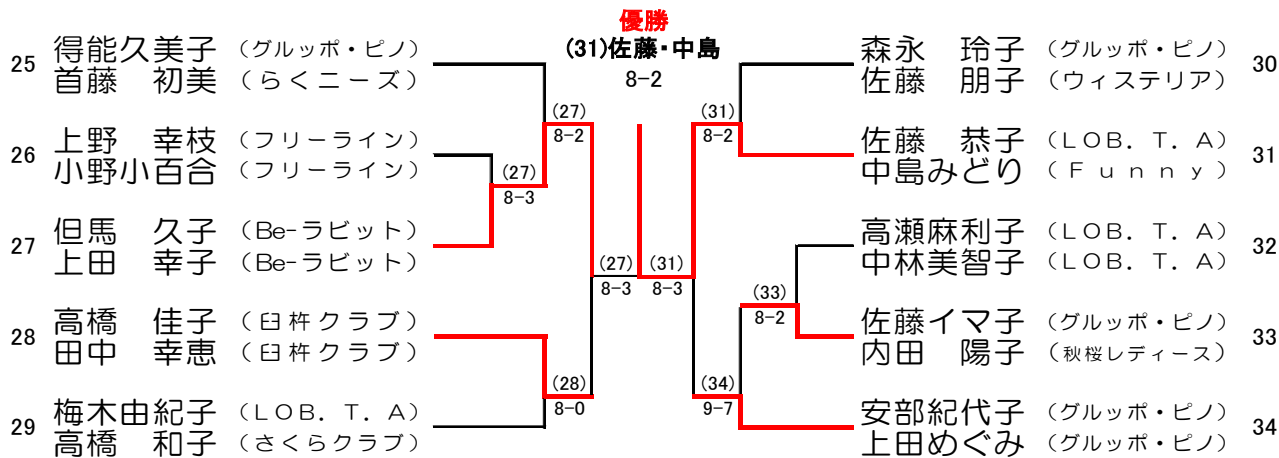 優勝
(31)佐藤・中島
8-2
25 得能久美子 (グルッポ・ピノ)
首藤 初美 (らくニーズ)
26 上野 幸枝 (フリーライン)
小野小百合 (フリーライン)
27 但馬 久子 (Be-ラビット)
上田 幸子 (Be-ラビット)
28 高橋 佳子 (臼杵クラブ)
田中 幸恵 (臼杵クラブ)
29 梅木由紀子 (LOB. T. A)
高橋 和子 (さくらクラブ)
(27)
8-2
(27)
8-3
(28)
8-0
(27)
8-3
(31)
8-3
(31)
8-2
(33)
8-2
(34)
9-7
森永 玲子 (グルッポ・ピノ) 30
佐藤 朋子 (ウィステリア)
佐藤 恭子 (LOB. T. A) 31
中島みどり (Funny)
高瀬麻利子 (LOB. T. A) 32
中林美智子 (LOB. T. A)
佐藤イマ子 (グルッポ・ピノ) 33
内田 陽子 (秋桜レディース)
安部紀代子 (グルッポ・ピノ) 34
上田めぐみ (グルッポ・ピノ)